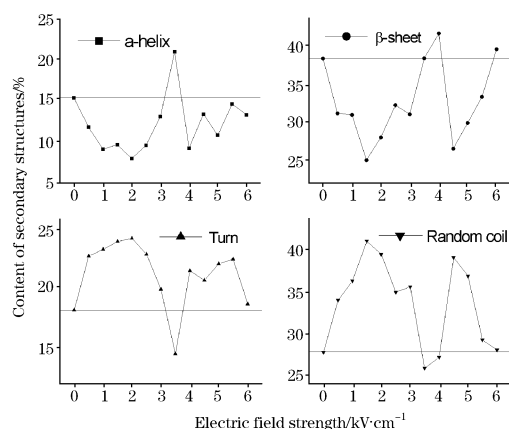 Content of secondary structures/%
25
20
15
10
5
a-helix
0 1 2 3 4 5 6
40
35
30
25
β-sheet
0 1 2 3 4 5 6
25
20
15
Turn
0 1 2 3 4 5 6
40
35
30
25
Random coil
0 1 2 3 4 5 6
Electric field strength/kV·cm⁻¹